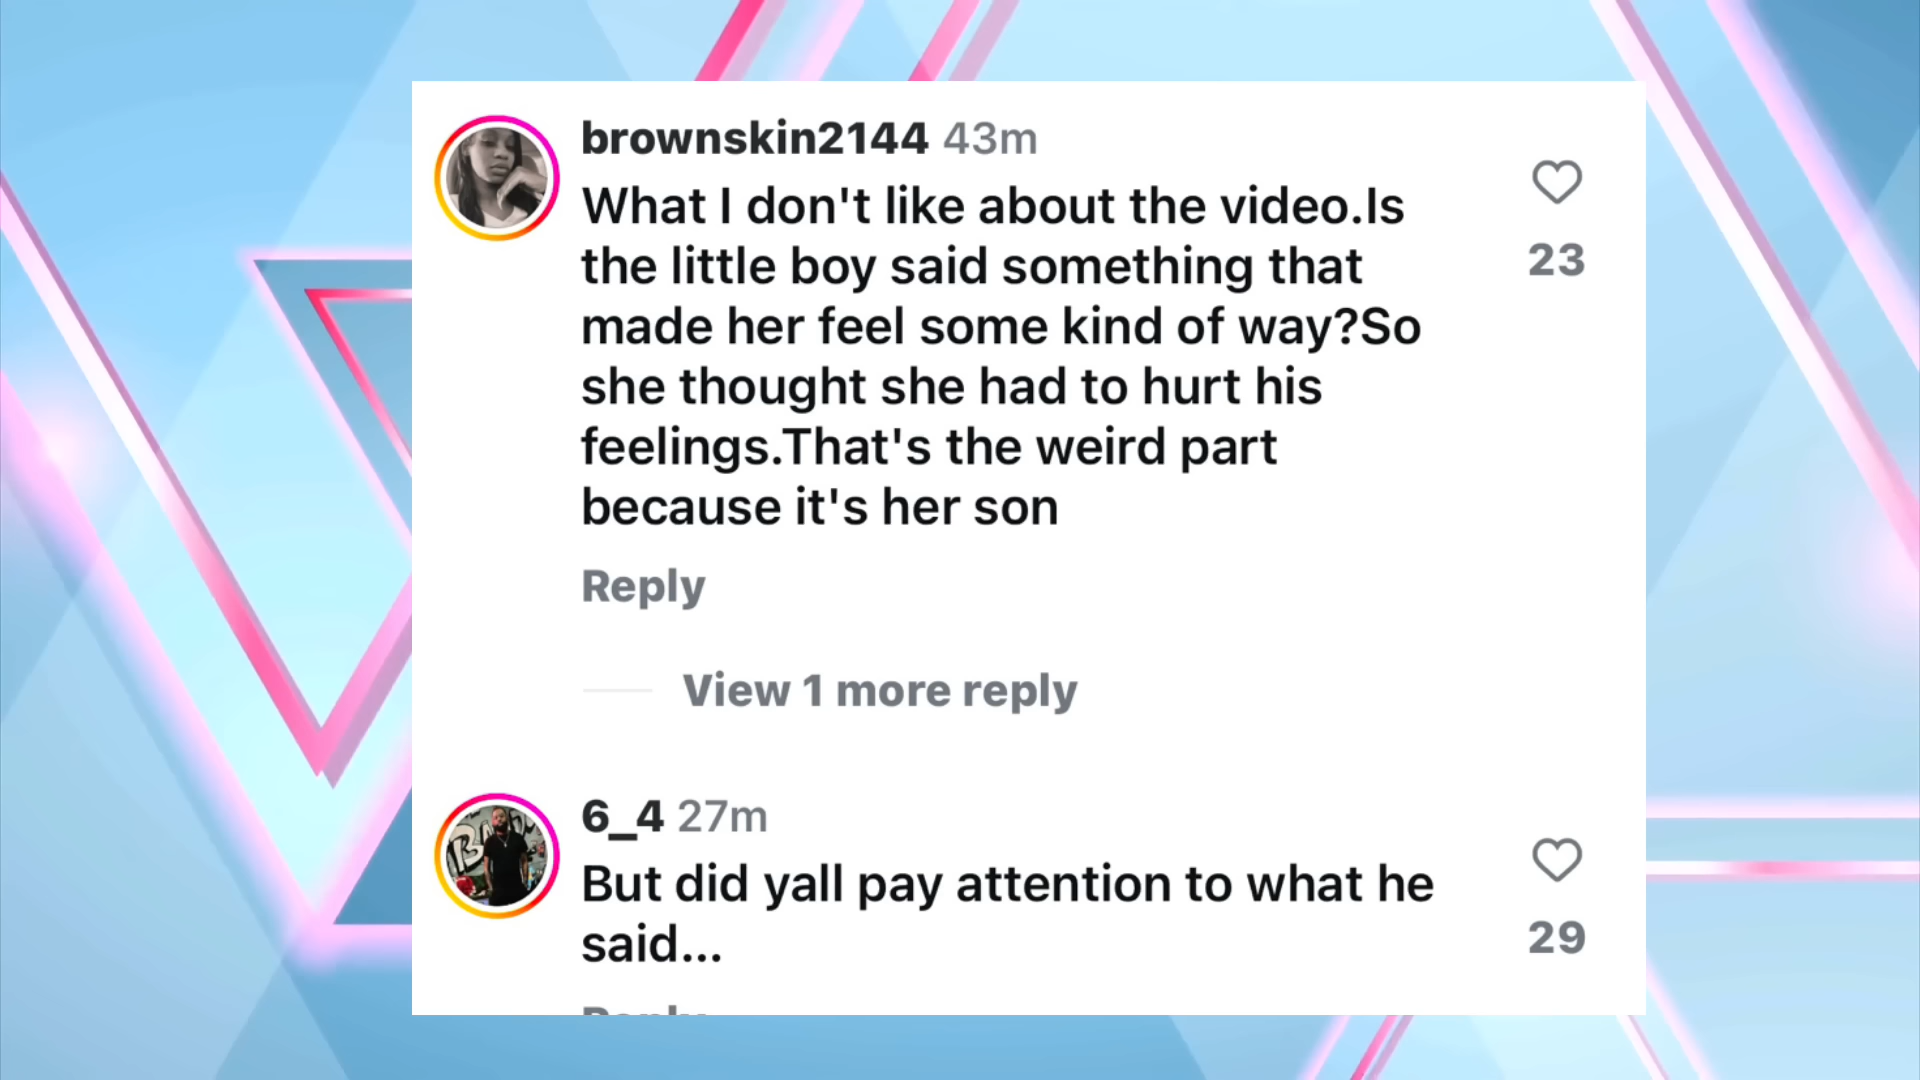 brownskin2144 43m
What I don't like about the video.Is
the little boy said something that
made her feel some kind of way?So
she thought she had to hurt his
feelings.That's the weird part
because it's her son
23
Reply
View 1 more reply
6_4 27m
But did yall pay attention to what he
said...
29
Reply